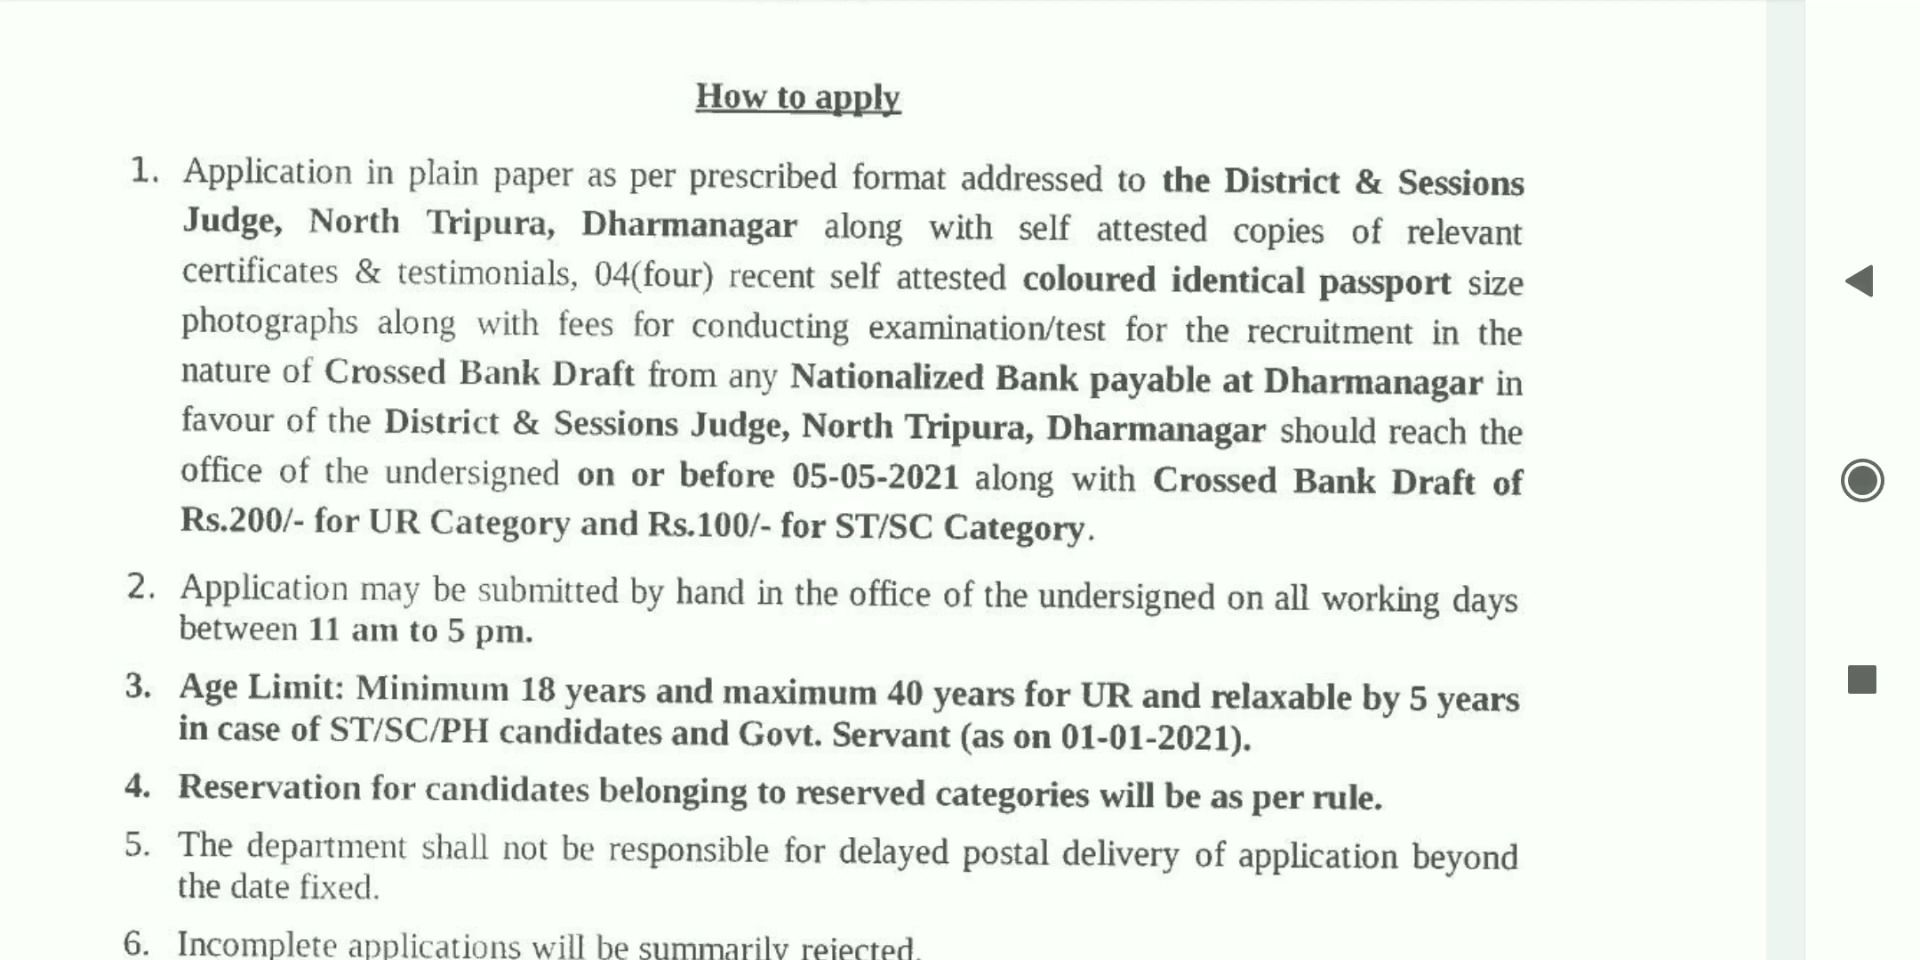 How to apply
1. Application in plain paper as per prescribed format addressed to the District & Sessions
Judge, North Tripura, Dharmanagar along with self attested copies of relevant
certificates & testimonials, 04(four) recent self attested coloured identical passport size
photographs along with fees for conducting examination/test for the recruitment in the
nature of Crossed Bank Draft from any Nationalized Bank payable at Dharmanagar in
favour of the District & Sessions Judge, North Tripura, Dharmanagar should reach the
office of the undersigned on or before 05-05-2021 along with Crossed Bank Draft of
Rs.200/- for UR Category and Rs.100/- for ST/SC Category.
2. Application may be submitted by hand in the office of the undersigned on all working days
between 11 am to 5 pm.
3. Age Limit: Minimum 18 years and maximum 40 years for UR and relaxable by 5 years
in case of ST/SC/PH candidates and Govt. Servant (as on 01-01-2021).
4. Reservation for candidates belonging to reserved categories will be as per rule.
5. The department shall not be responsible for delayed postal delivery of application beyond
the date fixed.
6. Incomplete applications will be summarily rejected.